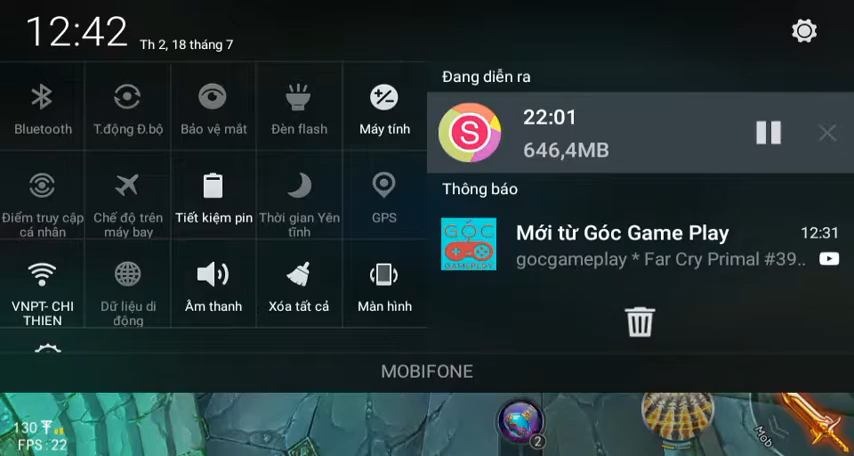 12:42
Th 2, 18 tháng 7
Bluetooth
T.động Đ.bộ
Bảo vệ mắt
Đèn flash
Máy tính
Điểm truy cập
cá nhân
Chế độ trên
máy bay
Tiết kiệm pin
Thời gian Yên
tĩnh
GPS
VNPT- CHI
THIEN
Dữ liệu di
động
Âm thanh
Xóa tất cả
Màn hình
Đang diễn ra
S
22:01
646,4MB
Thông báo
GÓC
GAMEPLAY
Mới từ Góc Game Play
12:31
gocgameplay * Far Cry Primal #39..
MOBIFONE
130
FPS : 22
2
Mob